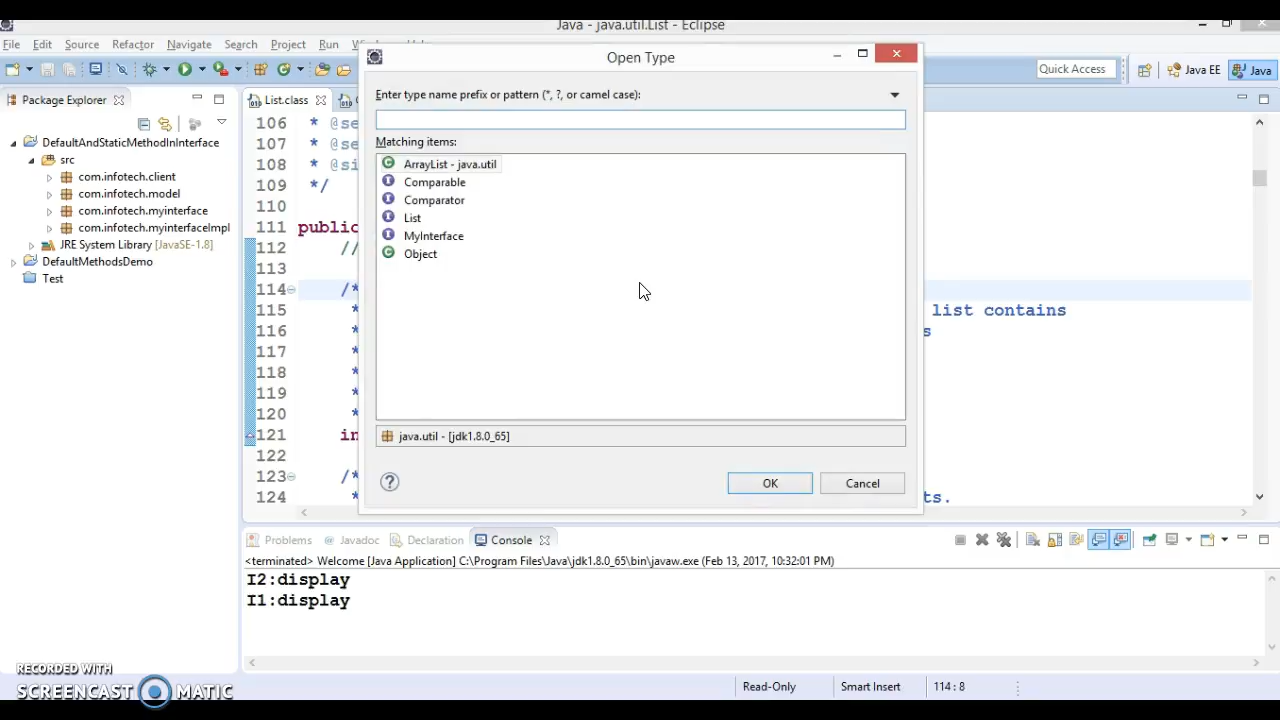 Java - java.util.List - Eclipse
File Edit Source Refactor Navigate Search Project Run
Quick Access
Java EE
Java
Package Explorer
DefaultAndStaticMethodInInterface
src
com.infotech.client
com.infotech.model
com.infotech.myinterface
com.infotech.myinterfaceImpl
JRE System Library [JavaSE-1.8]
DefaultMethodsDemo
Test
List.class
106 * @se
107 * @se
108 * @si
109 */
110
111 public
112 //
113
114 /*
115 * list contains
116 * s
117 *
118 *
119 *
120 *
121 in
122
123 /*
124 * ts.
Open Type
Enter type name prefix or pattern (*, ?, or camel case):
Matching items:
ArrayList - java.util
Comparable
Comparator
List
MyInterface
Object
java.util - [jdk1.8.0_65]
OK
Cancel
Problems @ Javadoc Declaration Console
<terminated> Welcome [Java Application] C:\Program Files\Java\jdk1.8.0_65\bin\javaw.exe (Feb 13, 2017, 10:32:01 PM)
I2:display
I1:display
Read-Only
Smart Insert
114 : 8
RECORDED WITH
SCREENCAST MATIC